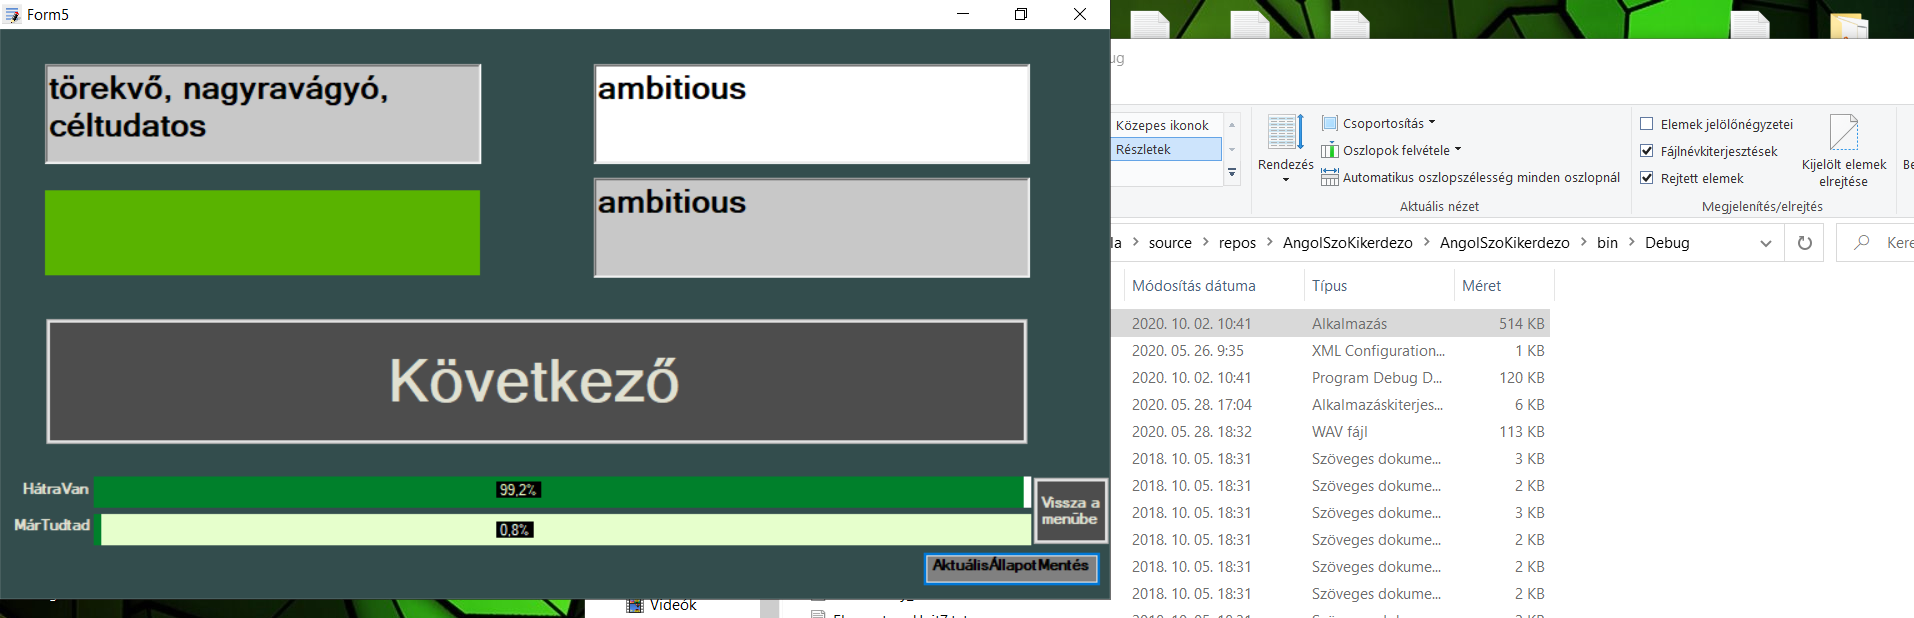 Form5
törekvő, nagyravágyó,
céltudatos
ambitious
ambitious
Következő
HátraVan
99,2%
MárTudtad
0,8%
Vissza a
menübe
AktuálisÁllapotMentés
Videók
ug
Közepes ikonok
Részletek
Rendezés
Csoportosítás
Oszlopok felvétele
Automatikus oszlopszélesség minden oszlopnál
Aktuális nézet
Elemek jelölőnégyzetei
Fájlnévkiterjesztések
Rejtett elemek
Kijelölt elemek
elrejtése
Megjelenítés/elrejtés
la > source > repos > AngolSzoKikerdezo > AngolSzoKikerdezo > bin > Debug
Kere
Módosítás dátuma Típus Méret
2020. 10. 02. 10:41 Alkalmazás 514 KB
2020. 05. 26. 9:35 XML Configuration... 1 KB
2020. 10. 02. 10:41 Program Debug D... 120 KB
2020. 05. 28. 17:04 Alkalmazáskiterjes... 6 KB
2020. 05. 28. 18:32 WAV fájl 113 KB
2018. 10. 05. 18:31 Szöveges dokume... 3 KB
2018. 10. 05. 18:31 Szöveges dokume... 2 KB
2018. 10. 05. 18:31 Szöveges dokume... 3 KB
2018. 10. 05. 18:31 Szöveges dokume... 2 KB
2018. 10. 05. 18:31 Szöveges dokume... 2 KB
2018. 10. 05. 18:31 Szöveges dokume... 2 KB